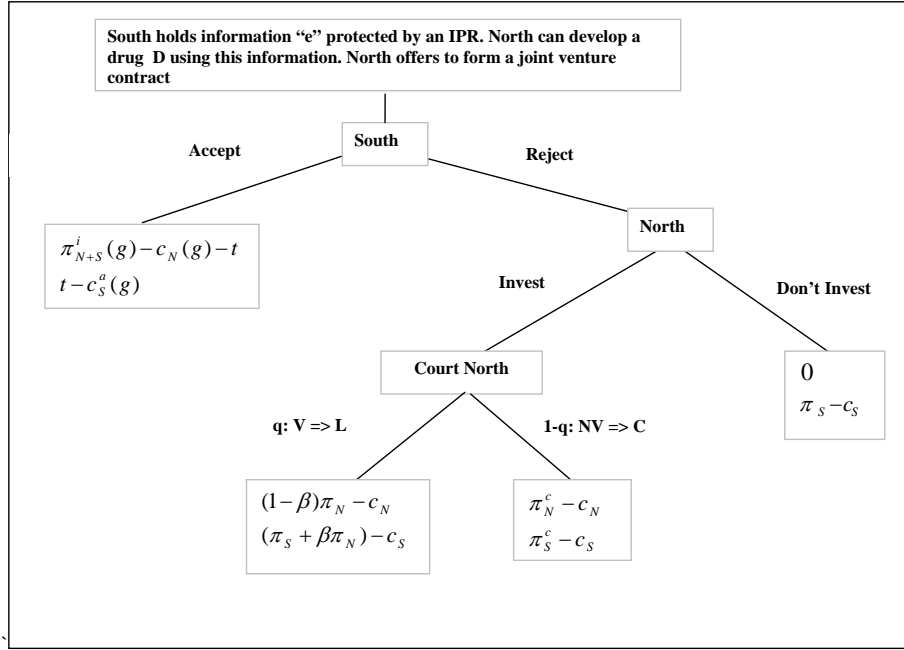 South holds information “e” protected by an IPR. North can develop a
drug D using this information. North offers to form a joint venture
contract
South
Accept
Reject
North
π^i_{N+S}(g) − c_N(g) − t
t − c^a_S(g)
Invest
Don't Invest
Court North
0
π_S − c_S
q: V => L
1-q: NV => C
(1−β)π_N − c_N
(π_S + βπ_N) − c_S
π^c_N − c_N
π^c_S − c_S
`